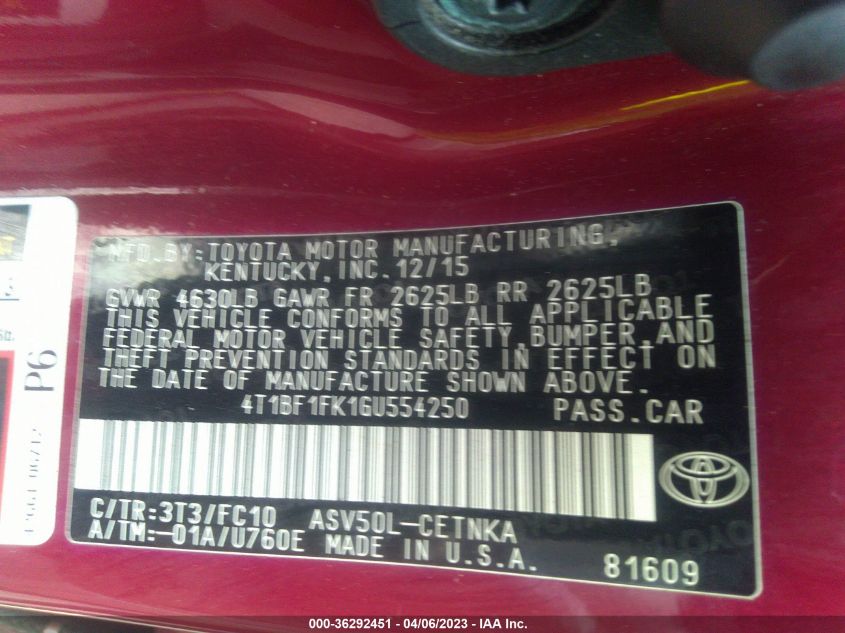 MFD.BY:TOYOTA MOTOR MANUFACTURING,
KENTUCKY,INC.12/15
GVWR 4630LB GAWR FR 2625LB RR 2625LB
THIS VEHICLE CONFORMS TO ALL APPLICABLE
FEDERAL MOTOR VEHICLE SAFETY,BUMPER,AND
THEFT PREVENTION STANDARDS IN EFFECT ON
THE DATE OF MANUFACTURE SHOWN ABOVE.
4T1BF1FK1GU554250 PASS.CAR
C/TR:3T3/FC10 ASV50L-CETNKA
A/TM:-01A/U760E MADE IN U.S.A.
81609
P6
000-36292451 - 04/06/2023 - IAA Inc.